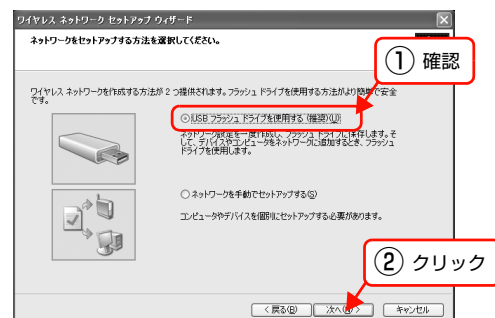 ワイヤレス ネットワーク セットアップ ウィザード
ネットワークをセットアップする方法を選択してください。
① 確認
ワイヤレス ネットワークを作成する方法が 2 つ提供されます。フラッシュ ドライブを使用する方法がより簡単で安全
です。
USB フラッシュ ドライブを使用する (推奨)(U)
ネットワーク設定を一度作成し、フラッシュ ドライブに保存します。そ
して、デバイスやコンピュータをネットワークに追加するとき、フラッシュ
ドライブを使用します。
ネットワークを手動でセットアップする(S)
コンピュータやデバイスを個別にセットアップする必要があります。
② クリック
< 戻る(B)
次へ(N) >
キャンセル